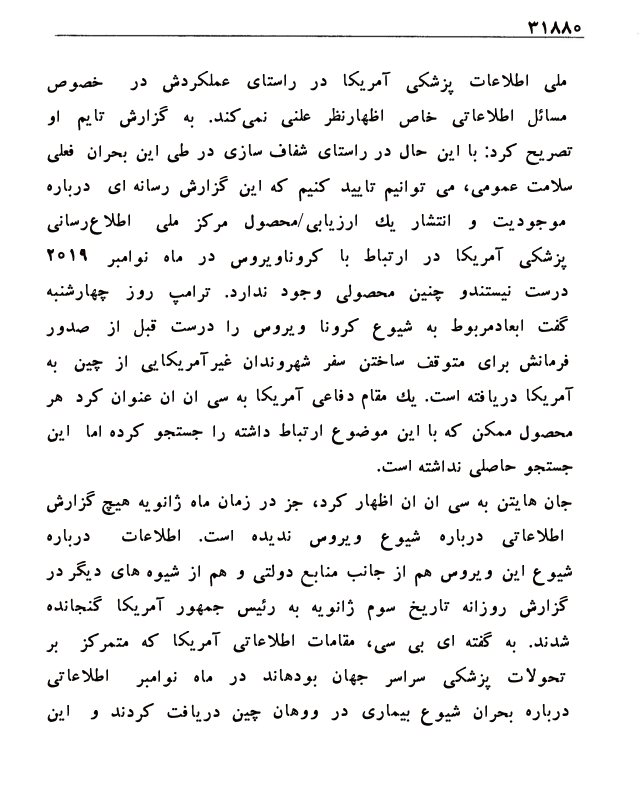 ۳۱۸۸۰
ملی اطلاعات پزشکی آمریکا در راستای عملکردش در خصوص
مسائل اطلاعاتی خاص اظهارنظر علنی نمی‌کند. به گزارش تایم او
تصریح کرد: با این حال در راستای شفاف سازی در طی این بحران فعلی
سلامت عمومی، می توانیم تایید کنیم که این گزارش رسانه ای درباره
موجودیت و انتشار یك ارزیابی/محصول مرکز ملی اطلاع‌رسانی
پزشکی آمریکا در ارتباط با کروناویروس در ماه نوامبر ۲۰۱۹
درست نیستندو چنین محصولی وجود ندارد. ترامپ روز چهارشنبه
گفت ابعادمربوط به شیوع کرونا ویروس را درست قبل از صدور
فرمانش برای متوقف ساختن سفر شهروندان غیرآمریکایی از چین به
آمریکا دریافته است. یك مقام دفاعی آمریکا به سی ان ان عنوان کرد هر
محصول ممکن که با این موضوع ارتباط داشته را جستجو کرده اما این
جستجو حاصلی نداشته است.
جان هایتن به سی ان ان اظهار کرد، جز در زمان ماه ژانویه هیچ گزارش
اطلاعاتی درباره شیوع ویروس ندیده است. اطلاعات درباره
شیوع این ویروس هم از جانب منابع دولتی و هم از شیوه های دیگر در
گزارش روزانه تاریخ سوم ژانویه به رئیس جمهور آمریکا گنجانده
شدند. به گفته ای بی سی، مقامات اطلاعاتی آمریکا که متمرکز بر
تحولات پزشکی سراسر جهان بودهاند در ماه نوامبر اطلاعاتی
درباره بحران شیوع بیماری در ووهان چین دریافت کردند و این